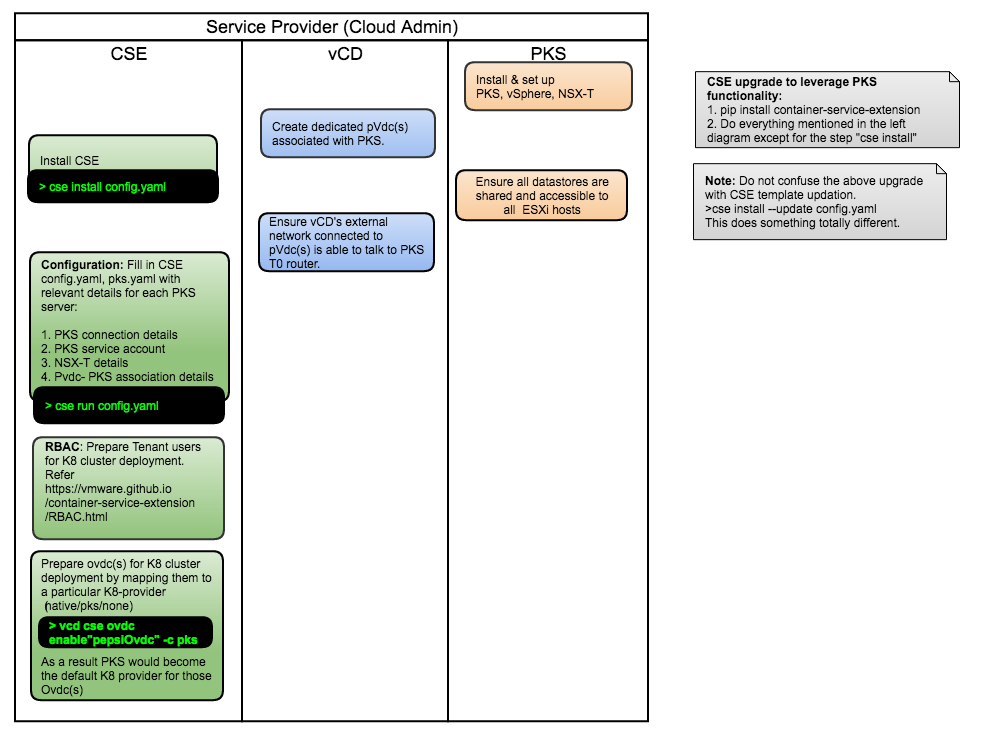 Service Provider (Cloud Admin)
CSE
vCD
PKS
Install & set up
PKS, vSphere, NSX-T
Create dedicated pVdc(s)
associated with PKS.
Install CSE
> cse install config.yaml
Ensure all datastores are
shared and accessible to
all ESXi hosts
Ensure vCD's external
network connected to
pVdc(s) is able to talk to PKS
T0 router.
Configuration: Fill in CSE
config.yaml, pks.yaml with
relevant details for each PKS
server:
1. PKS connection details
2. PKS service account
3. NSX-T details
4. Pvdc- PKS association details
> cse run config.yaml
RBAC: Prepare Tenant users
for K8 cluster deployment.
Refer
https://vmware.github.io
/container-service-extension
/RBAC.html
Prepare ovdc(s) for K8 cluster
deployment by mapping them to
a particular K8-provider
(native/pks/none)
> vcd cse ovdc
enable"pepsiOvdc" -c pks
As a result PKS would become
the default K8 provider for those
Ovdc(s)
CSE upgrade to leverage PKS
functionality:
1. pip install container-service-extension
2. Do everything mentioned in the left
diagram except for the step "cse install"
Note: Do not confuse the above upgrade
with CSE template updation.
>cse install --update config.yaml
This does something totally different.